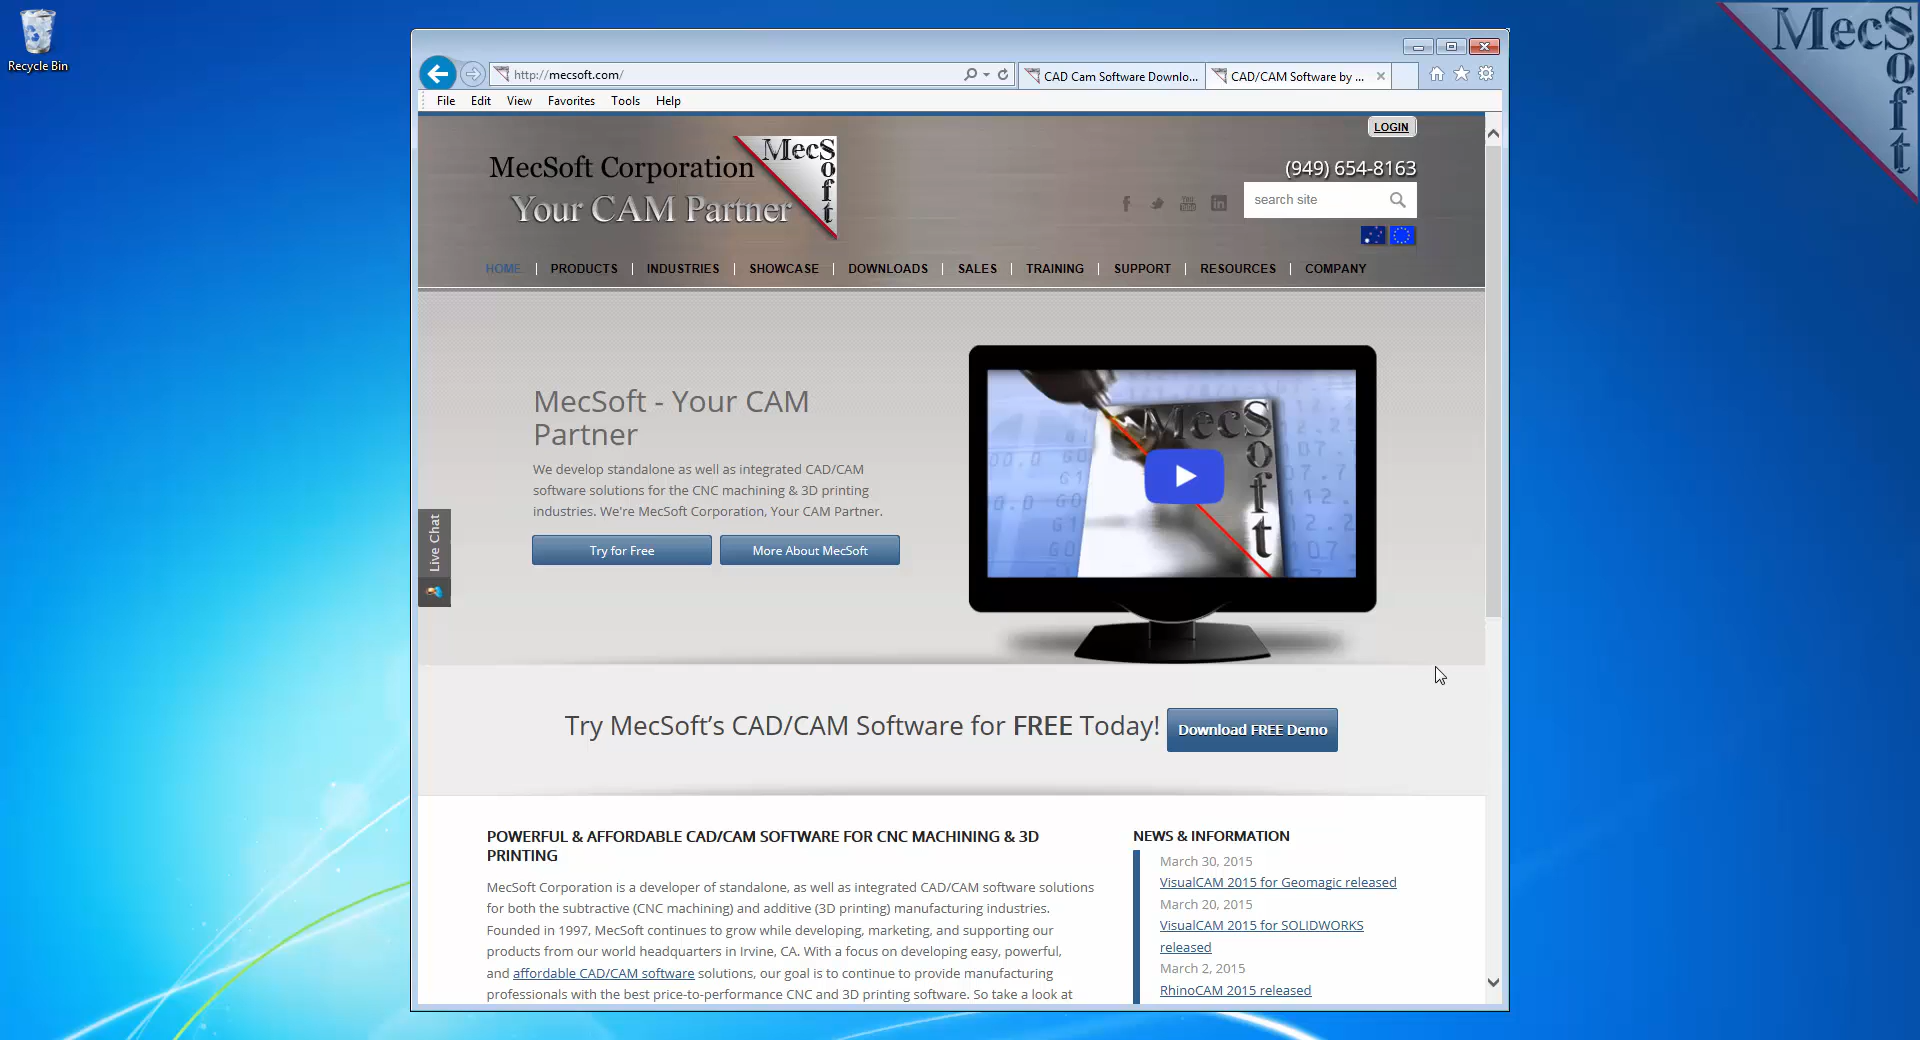 Recycle Bin
MecSoft
http://mecsoft.com/
CAD Cam Software Downlo...
CAD/CAM Software by ...
File Edit View Favorites Tools Help
LOGIN
MecSoft Corporation
MecSoft
Your CAM Partner
(949) 654-8163
search site
HOME PRODUCTS INDUSTRIES SHOWCASE DOWNLOADS SALES TRAINING SUPPORT RESOURCES COMPANY
MecSoft - Your CAM
Partner
We develop standalone as well as integrated CAD/CAM
software solutions for the CNC machining & 3D printing
industries. We're MecSoft Corporation, Your CAM Partner.
Try for Free
More About MecSoft
MecSoft
Live Chat
Try MecSoft's CAD/CAM Software for FREE Today!
Download FREE Demo
POWERFUL & AFFORDABLE CAD/CAM SOFTWARE FOR CNC MACHINING & 3D
PRINTING
MecSoft Corporation is a developer of standalone, as well as integrated CAD/CAM software solutions
for both the subtractive (CNC machining) and additive (3D printing) manufacturing industries.
Founded in 1997, MecSoft continues to grow while developing, marketing, and supporting our
products from our world headquarters in Irvine, CA. With a focus on developing easy, powerful,
and affordable CAD/CAM software solutions, our goal is to continue to provide manufacturing
professionals with the best price-to-performance CNC and 3D printing software. So take a look at
NEWS & INFORMATION
March 30, 2015
VisualCAM 2015 for Geomagic released
March 20, 2015
VisualCAM 2015 for SOLIDWORKS
released
March 2, 2015
RhinoCAM 2015 released